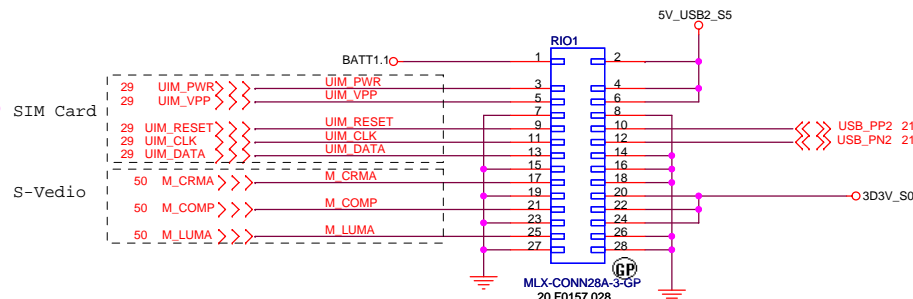 5V_USB2_S5
RIO1
BATT1.1 1 2
SIM Card
29 UIM_PWR UIM_PWR 3 4
29 UIM_VPP UIM_VPP 5 6
7 8
29 UIM_RESET UIM_RESET 9 10 USB_PP2 21
29 UIM_CLK UIM_CLK 11 12 USB_PN2 21
29 UIM_DATA UIM_DATA 13 14
15 16
S-Vedio
50 M_CRMA M_CRMA 17 18
19 20 3D3V_S0
50 M_COMP M_COMP 21 22
23 24
50 M_LUMA M_LUMA 25 26
27 28
GP
MLX-CONN28A-3-GP
20.F0157.028